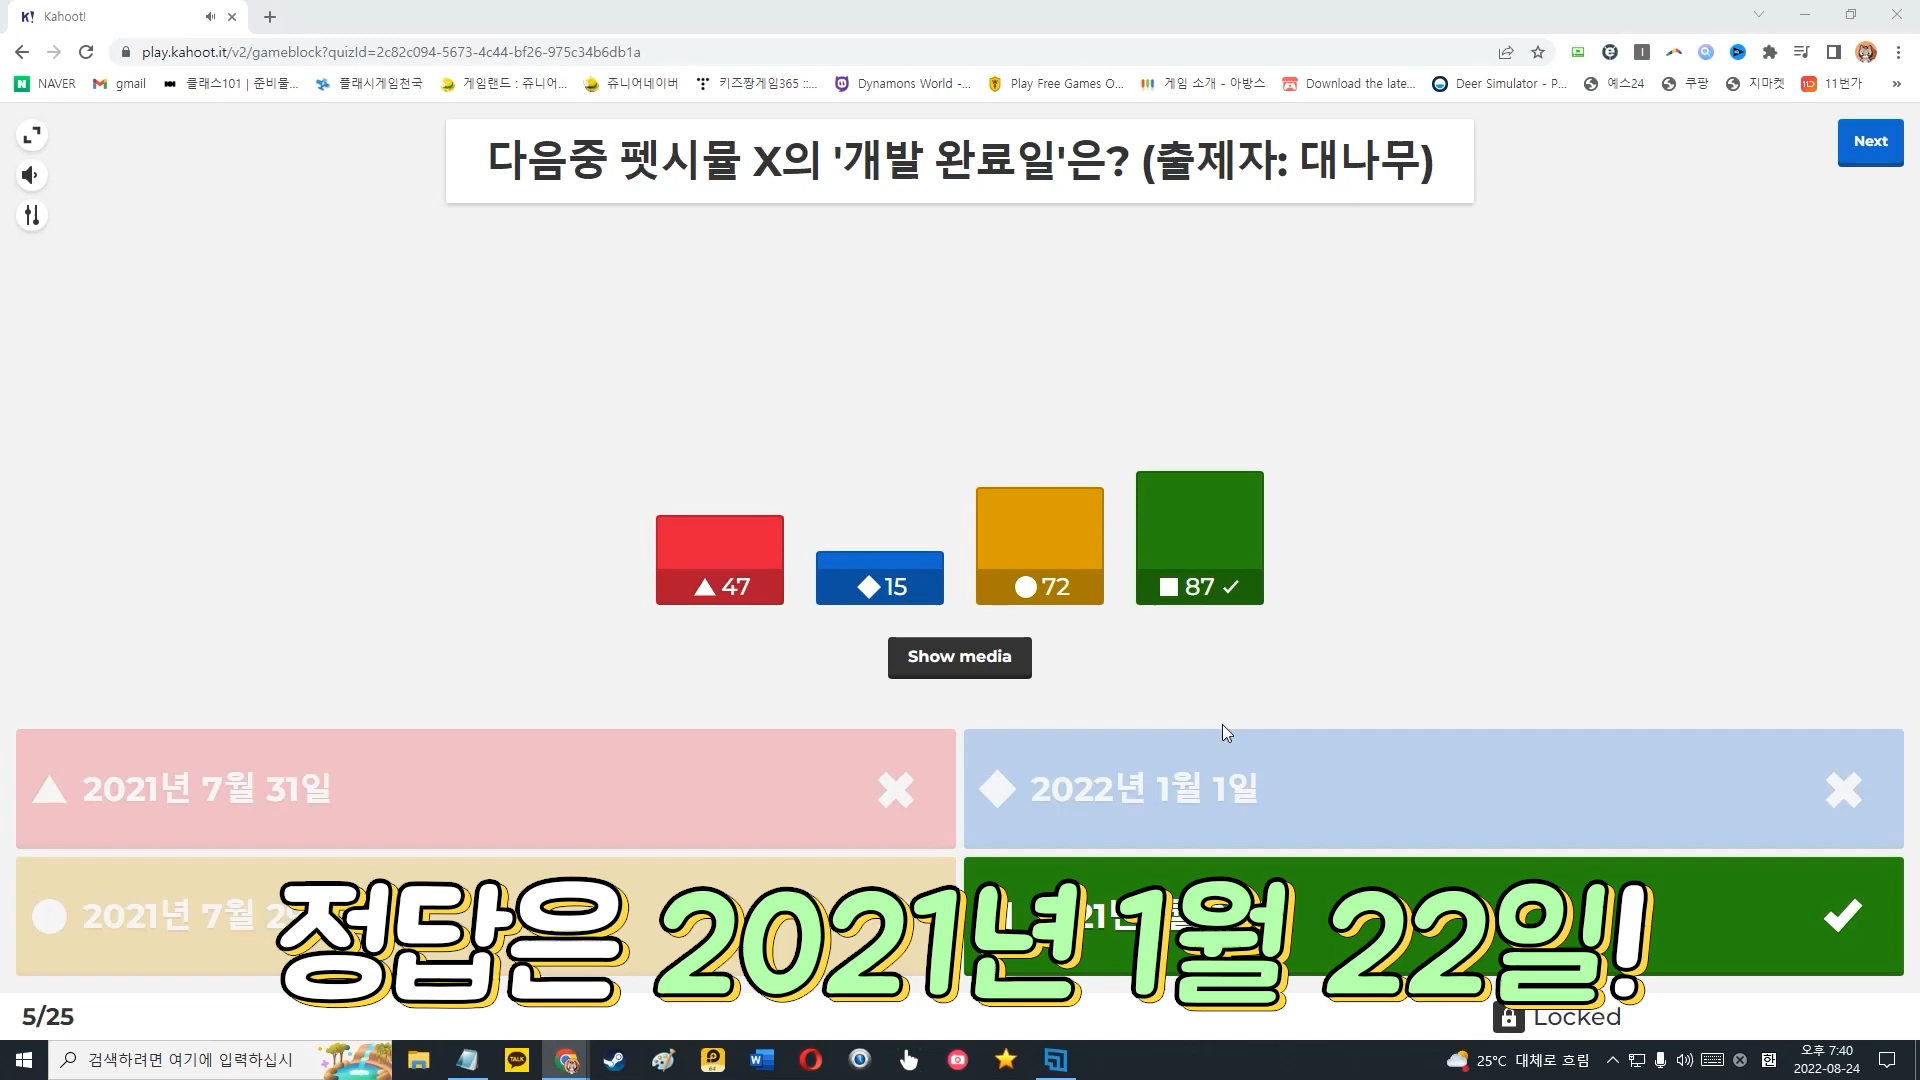 Kahoot!
play.kahoot.it/v2/gameblock?quizId=2c82c094-5673-4c44-bf26-975c34b6db1a
NAVER gmail 클래스101 | 준비물... 플래시게임천국 게임랜드 : 쥬니어... 쥬니어네이버 키즈짱게임365 ::... Dynamons World -... Play Free Games O... 게임 소개 - 아방스 Download the late... Deer Simulator - P... 예스24 쿠팡 지마켓 11번가 »
다음중 펫시뮬 X의 '개발 완료일'은? (출제자: 대나무)
Next
47 15 72 87
Show media
2021년 7월 31일
2022년 1월 1일
2021년 7월
정답은 2021년 1월 22일!
5/25
Locked
검색하려면 여기에 입력하십시
TALK
25°C 대체로 흐림
오후 7:40
2022-08-24